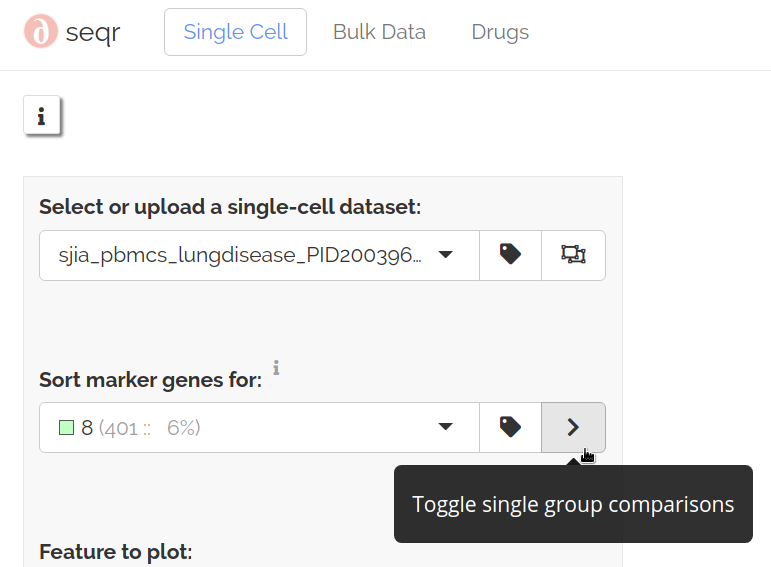 seqr
Single Cell
Bulk Data
Drugs
i
Select or upload a single-cell dataset:
sjia_pbmcs_lungdisease_PID200396...
Sort marker genes for: i
8 (401 :: 6%)
Toggle single group comparisons
Feature to plot: